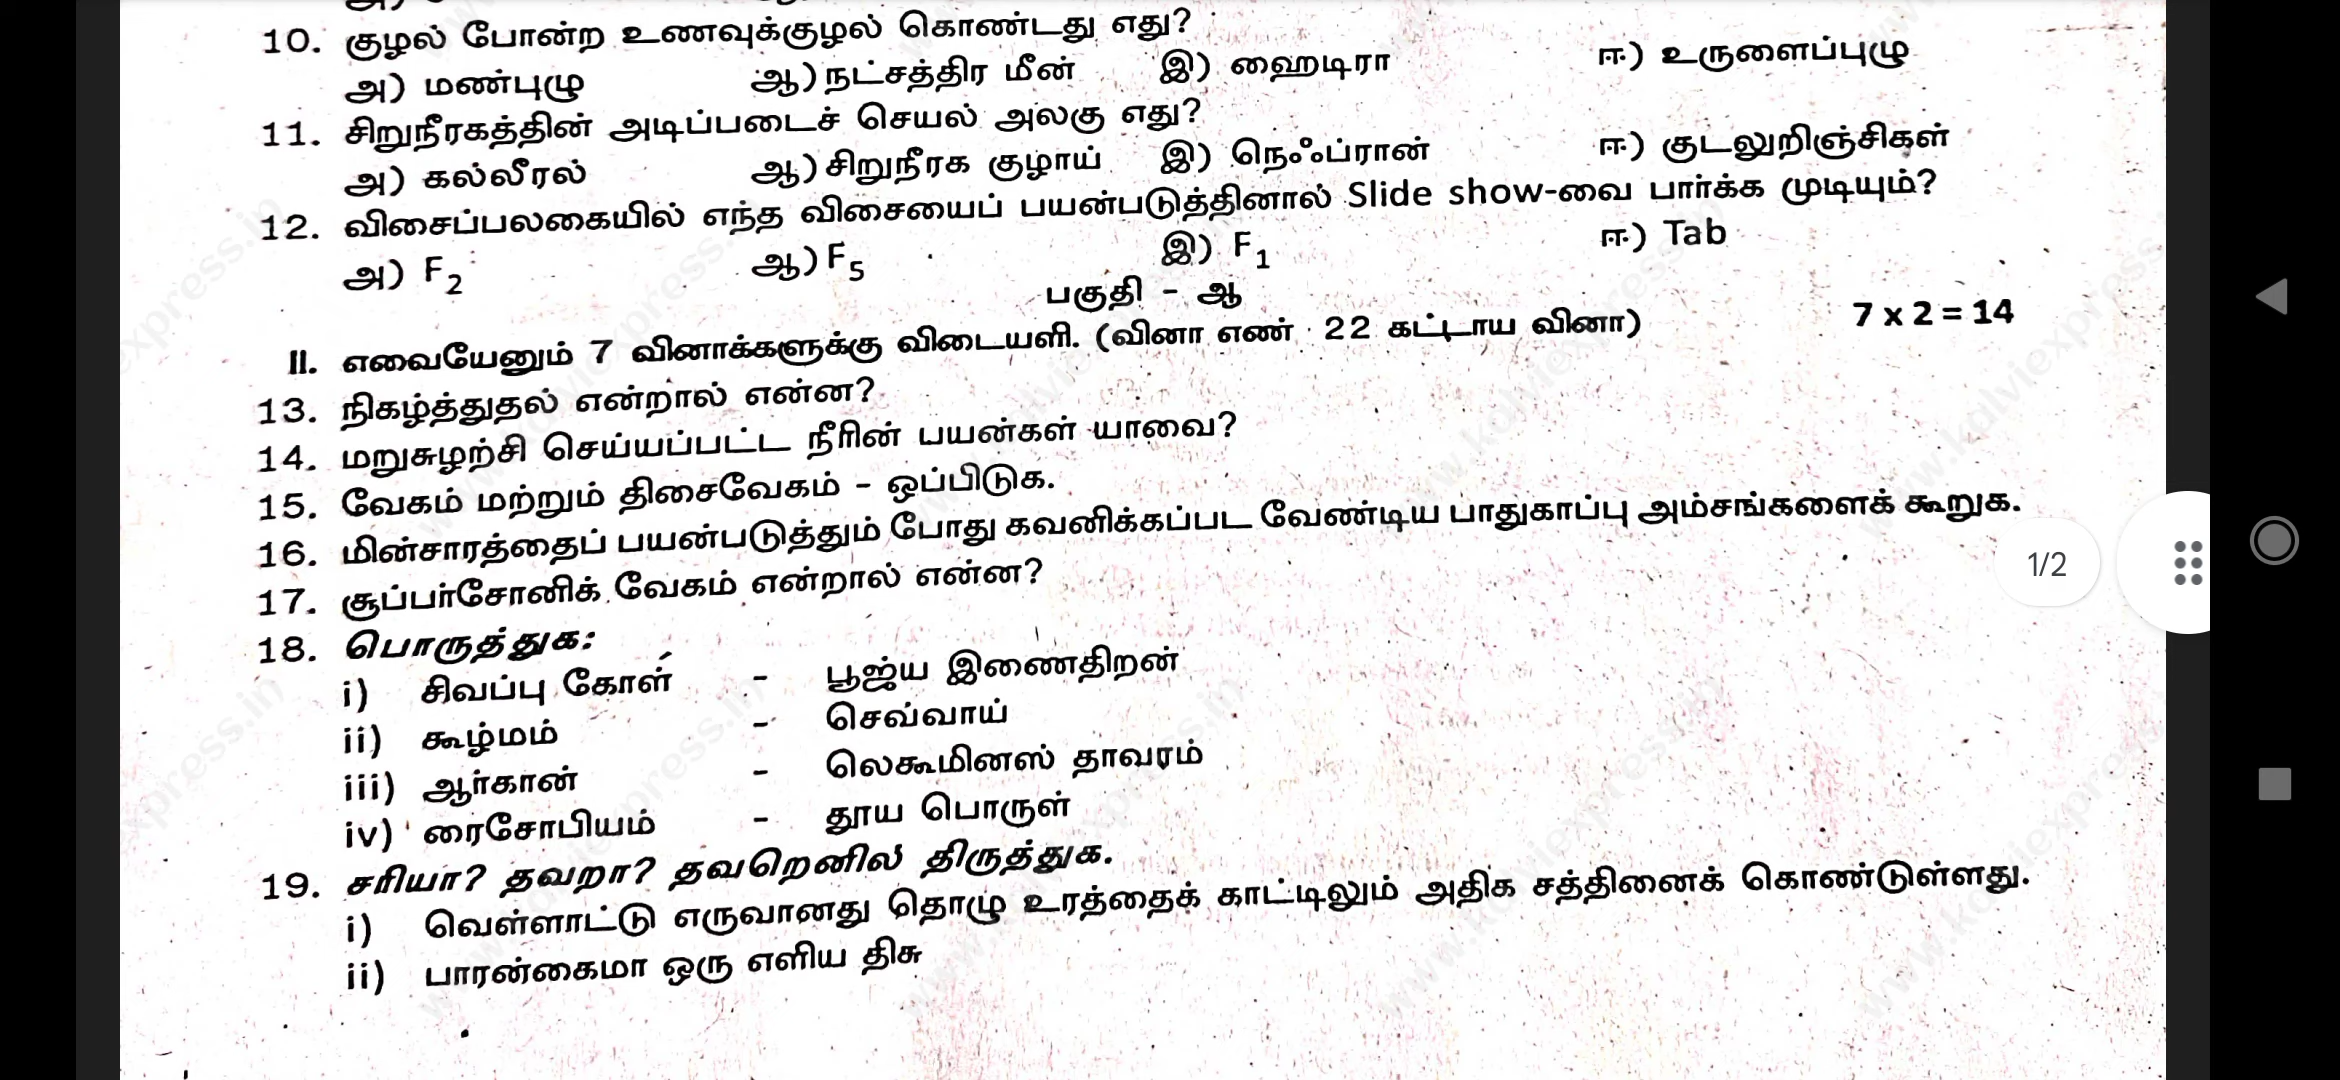 10. குழல் போன்ற உணவுக்குழல் கொண்டது எது?
அ) மண்புழு ஆ) நட்சத்திர மீன் இ) ஹைடிரா ஈ) உருளைப்புழு
11. சிறுநீரகத்தின் அடிப்படைச் செயல் அலகு எது?
அ) கல்லீரல் ஆ) சிறுநீரக குழாய் இ) நெஃப்ரான் ஈ) குடலுறிஞ்சிகள்
12. விசைப்பலகையில் எந்த விசையைப் பயன்படுத்தினால் Slide show-வை பார்க்க முடியும்?
அ) F2 ஆ) F5 இ) F1 ஈ) Tab
பகுதி - ஆ
II. எவையேனும் 7 வினாக்களுக்கு விடையளி. (வினா எண் 22 கட்டாய வினா) 7 x 2 = 14
13. நிகழ்த்துதல் என்றால் என்ன?
14. மறுசுழற்சி செய்யப்பட்ட நீரின் பயன்கள் யாவை?
15. வேகம் மற்றும் திசைவேகம் - ஒப்பிடுக.
16. மின்சாரத்தைப் பயன்படுத்தும் போது கவனிக்கப்பட வேண்டிய பாதுகாப்பு அம்சங்களைக் கூறுக.
17. சூப்பர்சோனிக் வேகம் என்றால் என்ன?
18. பொருத்துக:
i) சிவப்பு கோள் - பூஜ்ய இணைதிறன்
ii) கூழ்மம் - செவ்வாய்
iii) ஆர்கான் - லெகூமினஸ் தாவரம்
iv) ரைசோபியம் - தூய பொருள்
19. சரியா? தவறா? தவறெனில் திருத்துக.
i) வெள்ளாட்டு எருவானது தொழு உரத்தைக் காட்டிலும் அதிக சத்தினைக் கொண்டுள்ளது.
ii) பாரன்கைமா ஒரு எளிய திசு
1/2
www.kalviexpress.in